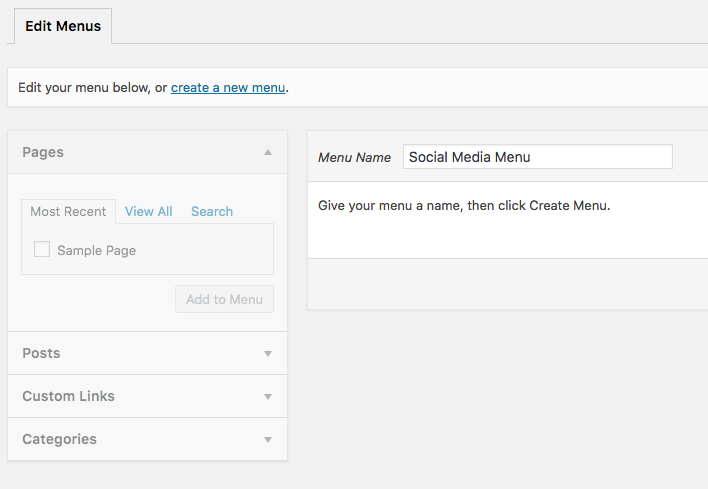 Edit Menus
Edit your menu below, or create a new menu.
Pages
Most Recent View All Search
Sample Page
Add to Menu
Posts
Custom Links
Categories
Menu Name Social Media Menu
Give your menu a name, then click Create Menu.